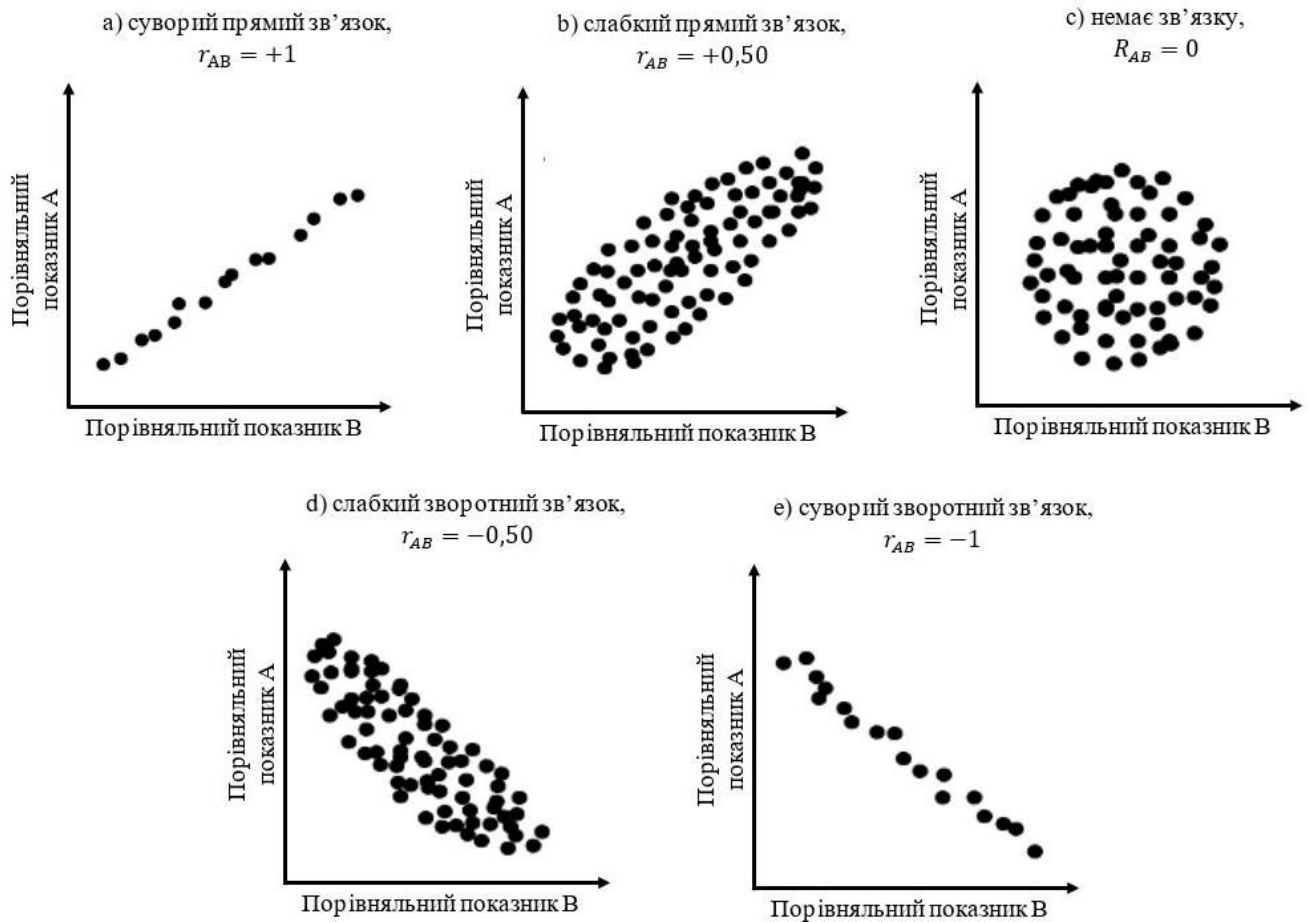 a) суворий прямий зв’язок,
r_AB = +1
Порівняльний
показник А
Порівняльний показник В
b) слабкий прямий зв’язок,
r_AB = +0,50
Порівняльний
показник А
Порівняльний показник В
c) немає зв’язку,
R_AB = 0
Порівняльний
показник А
Порівняльний показник В
d) слабкий зворотний зв’язок,
r_AB = −0,50
Порівняльний
показник А
Порівняльний показник В
e) суворий зворотний зв’язок,
r_AB = −1
Порівняльний
показник А
Порівняльний показник В